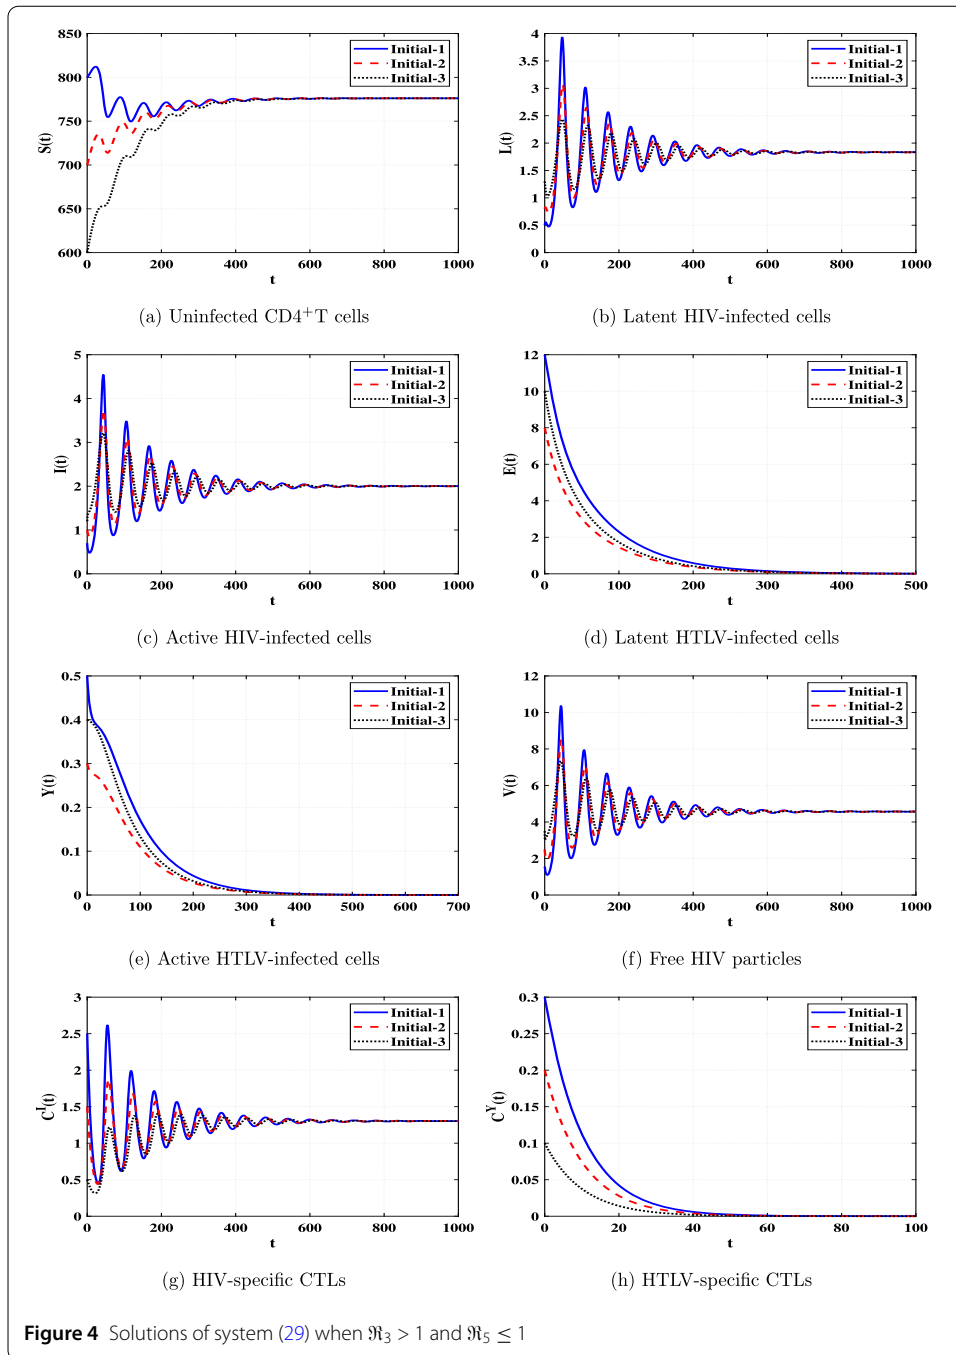 850
800
750
700
650
600
S(t)
0 200 400 600 800 1000
t
Initial-1
Initial-2
Initial-3
(a) Uninfected CD4⁺T cells
4
3.5
3
2.5
2
1.5
1
0.5
0
L(t)
0 200 400 600 800 1000
t
Initial-1
Initial-2
Initial-3
(b) Latent HIV-infected cells
5
4
3
2
1
0
I(t)
0 200 400 600 800 1000
t
Initial-1
Initial-2
Initial-3
(c) Active HIV-infected cells
12
10
8
6
4
2
0
E(t)
0 100 200 300 400 500
t
Initial-1
Initial-2
Initial-3
(d) Latent HTLV-infected cells
0.5
0.4
0.3
0.2
0.1
0
Y(t)
0 100 200 300 400 500 600 700
t
Initial-1
Initial-2
Initial-3
(e) Active HTLV-infected cells
12
10
8
6
4
2
0
V(t)
0 200 400 600 800 1000
t
Initial-1
Initial-2
Initial-3
(f) Free HIV particles
3
2.5
2
1.5
1
0.5
0
Cᴵ(t)
0 200 400 600 800 1000
t
Initial-1
Initial-2
Initial-3
(g) HIV-specific CTLs
0.3
0.25
0.2
0.15
0.1
0.05
0
C^Y(t)
0 20 40 60 80 100
t
Initial-1
Initial-2
Initial-3
(h) HTLV-specific CTLs
Figure 4 Solutions of system (29) when ℜ₃ > 1 and ℜ₅ ≤ 1